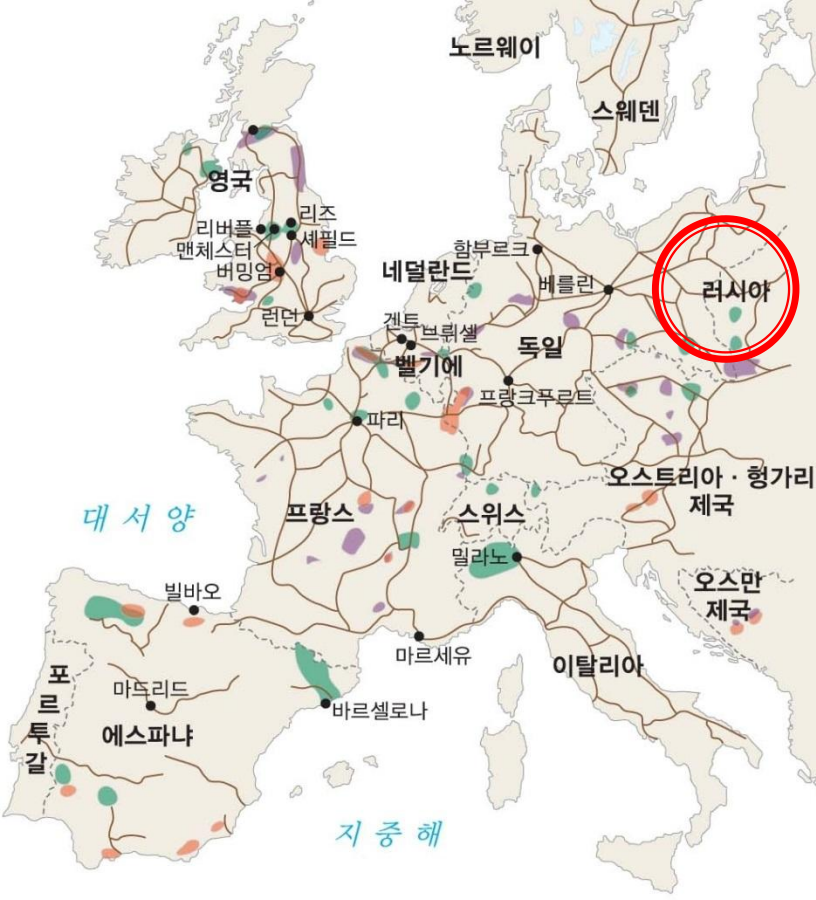 노르웨이
스웨덴
영국
리즈
리버풀
맨체스터
셰필드
버밍엄
런던
함부르크
네덜란드
베를린
러시아
겐트
브뤼셀
벨기에
독일
프랑크푸르트
파리
오스트리아 · 헝가리
제국
대서양
프랑스
스위스
밀라노
오스만
제국
빌바오
마르세유
이탈리아
포르투갈
마드리드
바르셀로나
에스파냐
지중해